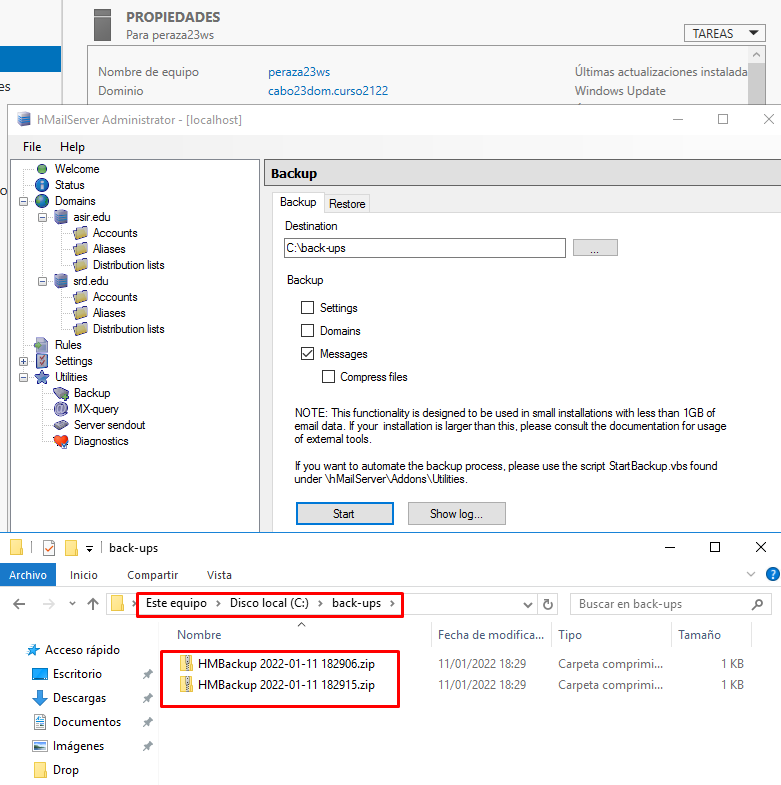 PROPIEDADES
Para peraza23ws
TAREAS
Nombre de equipo peraza23ws Últimas actualizaciones instalada
Dominio cabo23dom.curso2122 Windows Update
es
hMailServer Administrator - [localhost]
File Help
Welcome
Status
Domains
asir.edu
Accounts
Aliases
Distribution lists
srd.edu
Accounts
Aliases
Distribution lists
Rules
Settings
Utilities
Backup
MX-query
Server sendout
Diagnostics
Backup
Backup Restore
Destination
C:\back-ups ...
Backup
Settings
Domains
Messages
Compress files
NOTE: This functionality is designed to be used in small installations with less than 1GB of
email data. If your installation is larger than this, please consult the documentation for usage
of external tools.
If you want to automate the backup process, please use the script StartBackup.vbs found
under \hMailServer\Addons\Utilities.
Start Show log...
back-ups
Archivo Inicio Compartir Vista
Este equipo > Disco local (C:) > back-ups >
Buscar en back-ups
Nombre Fecha de modifica... Tipo Tamaño
HMBackup 2022-01-11 182906.zip 11/01/2022 18:29 Carpeta comprimi... 1 KB
HMBackup 2022-01-11 182915.zip 11/01/2022 18:29 Carpeta comprimi... 1 KB
Acceso rápido
Escritorio
Descargas
Documentos
Imágenes
Drop